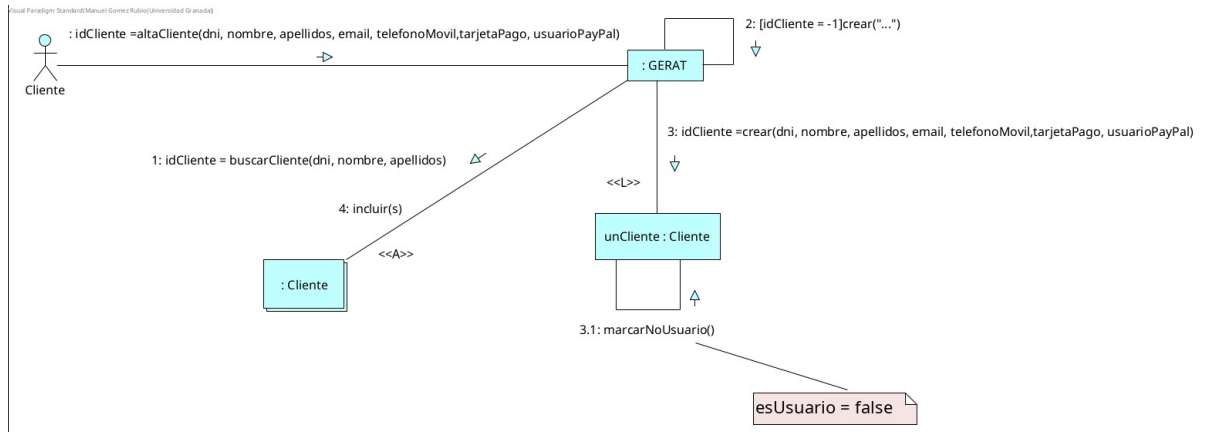 Visual Paradigm Standard(Manuel Gomez Rubio(Universidad Granada))
: idCliente =altaCliente(dni, nombre, apellidos, email, telefonoMovil,tarjetaPago, usuarioPayPal)
2: [idCliente = -1]crear("...")
: GERAT
Cliente
3: idCliente =crear(dni, nombre, apellidos, email, telefonoMovil,tarjetaPago, usuarioPayPal)
1: idCliente = buscarCliente(dni, nombre, apellidos)
<<L>>
4: incluir(s)
unCliente : Cliente
<<A>>
: Cliente
3.1: marcarNoUsuario()
esUsuario = false